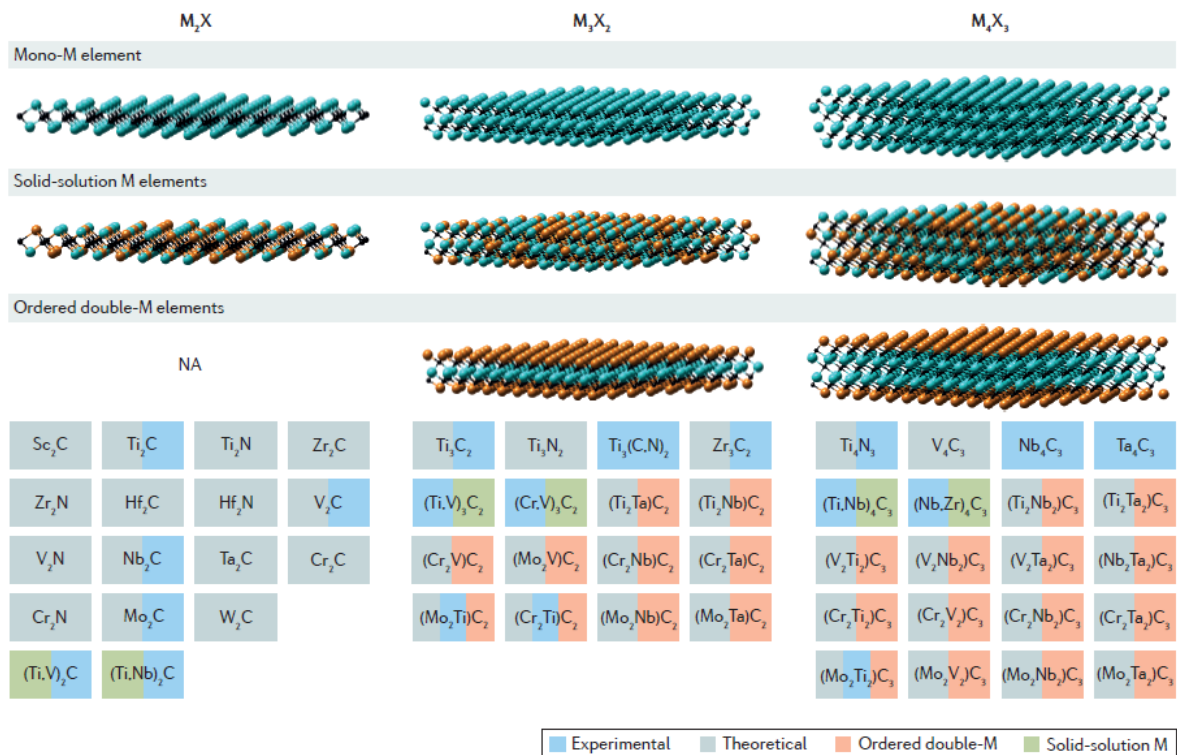 M₂X M₃X₂ M₄X₃
Mono-M element
Solid-solution M elements
Ordered double-M elements
NA
Sc₂C Ti₂C Ti₂N Zr₂C
Zr₂N Hf₂C Hf₂N V₂C
V₂N Nb₂C Ta₂C Cr₂C
Cr₂N Mo₂C W₂C
(Ti,V)₂C (Ti,Nb)₂C
Ti₃C₂ Ti₃N₂ Ti₃(C,N)₂ Zr₃C₂
(Ti,V)₃C₂ (Cr,V)₃C₂ (Ti₂Ta)C₂ (Ti₂Nb)C₂
(Cr₂V)C₂ (Mo₂V)C₂ (Cr₂Nb)C₂ (Cr₂Ta)C₂
(Mo₂Ti)C₂ (Cr₂Ti)C₂ (Mo₂Nb)C₂ (Mo₂Ta)C₂
Ti₄N₃ V₄C₃ Nb₄C₃ Ta₄C₃
(Ti,Nb)₄C₃ (Nb,Zr)₄C₃ (Ti₂Nb₂)C₃ (Ti₂Ta₂)C₃
(V₂Ti₂)C₃ (V₂Nb₂)C₃ (V₂Ta₂)C₃ (Nb₂Ta₂)C₃
(Cr₂Ti₂)C₃ (Cr₂V₂)C₃ (Cr₂Nb₂)C₃ (Cr₂Ta₂)C₃
(Mo₂Ti₂)C₃ (Mo₂V₂)C₃ (Mo₂Nb₂)C₃ (Mo₂Ta₂)C₃
Experimental Theoretical Ordered double-M Solid-solution M